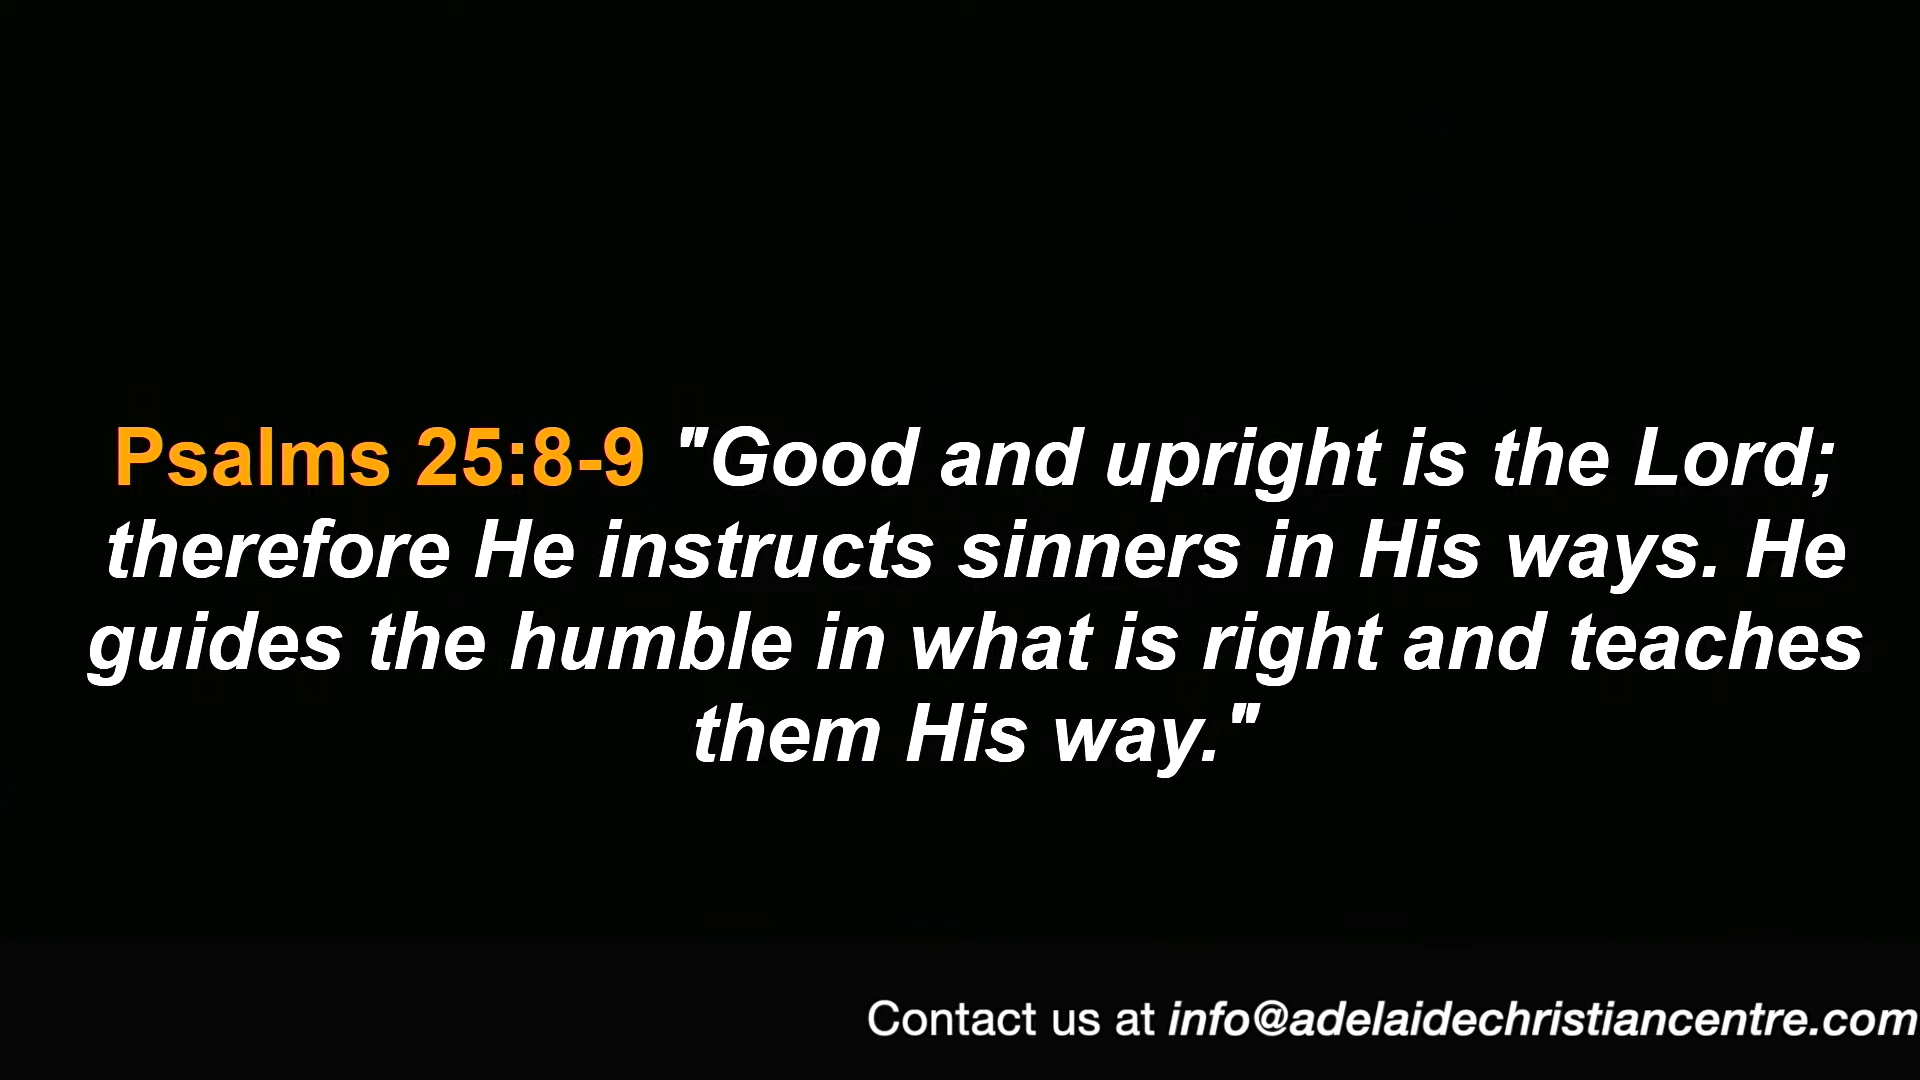 Psalms 25:8-9 "Good and upright is the Lord;
therefore He instructs sinners in His ways. He
guides the humble in what is right and teaches
them His way."
Contact us at info@adelaidechristiancentre.com